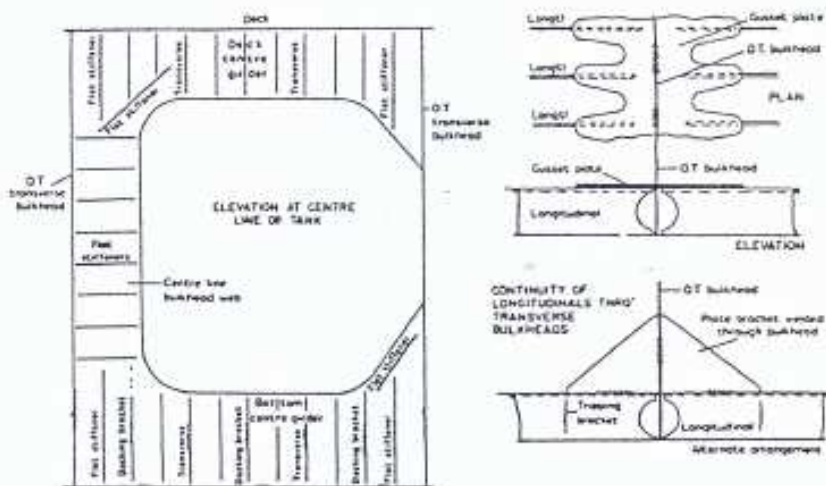 Deck
Flat stiffener
Flat stiffener
Transverse
Deck
centre
girder
Transverse
Flat stiffener
O.T
transverse
bulkhead
O.T
transverse
bulkhead
ELEVATION AT CENTRE
LINE OF TANK
Flat
stiffeners
Centre line
bulkhead web
Flat stiffener
Flat stiffener
Docking bracket
Transverse
Docking bracket
Bottom
centre girder
Transverse
Docking bracket
Flat stiffener
Longtl
Longtl
Longtl
Gusset plate
O.T bulkhead
PLAN
Gusset plate
O.T bulkhead
Longitudinal
ELEVATION
CONTINUITY OF
LONGITUDINALS THRO'
TRANSVERSE
BULKHEADS
O.T bulkhead
Plate bracket welded
through bulkhead
Tripping
bracket
Longitudinal
Alternate arrangement